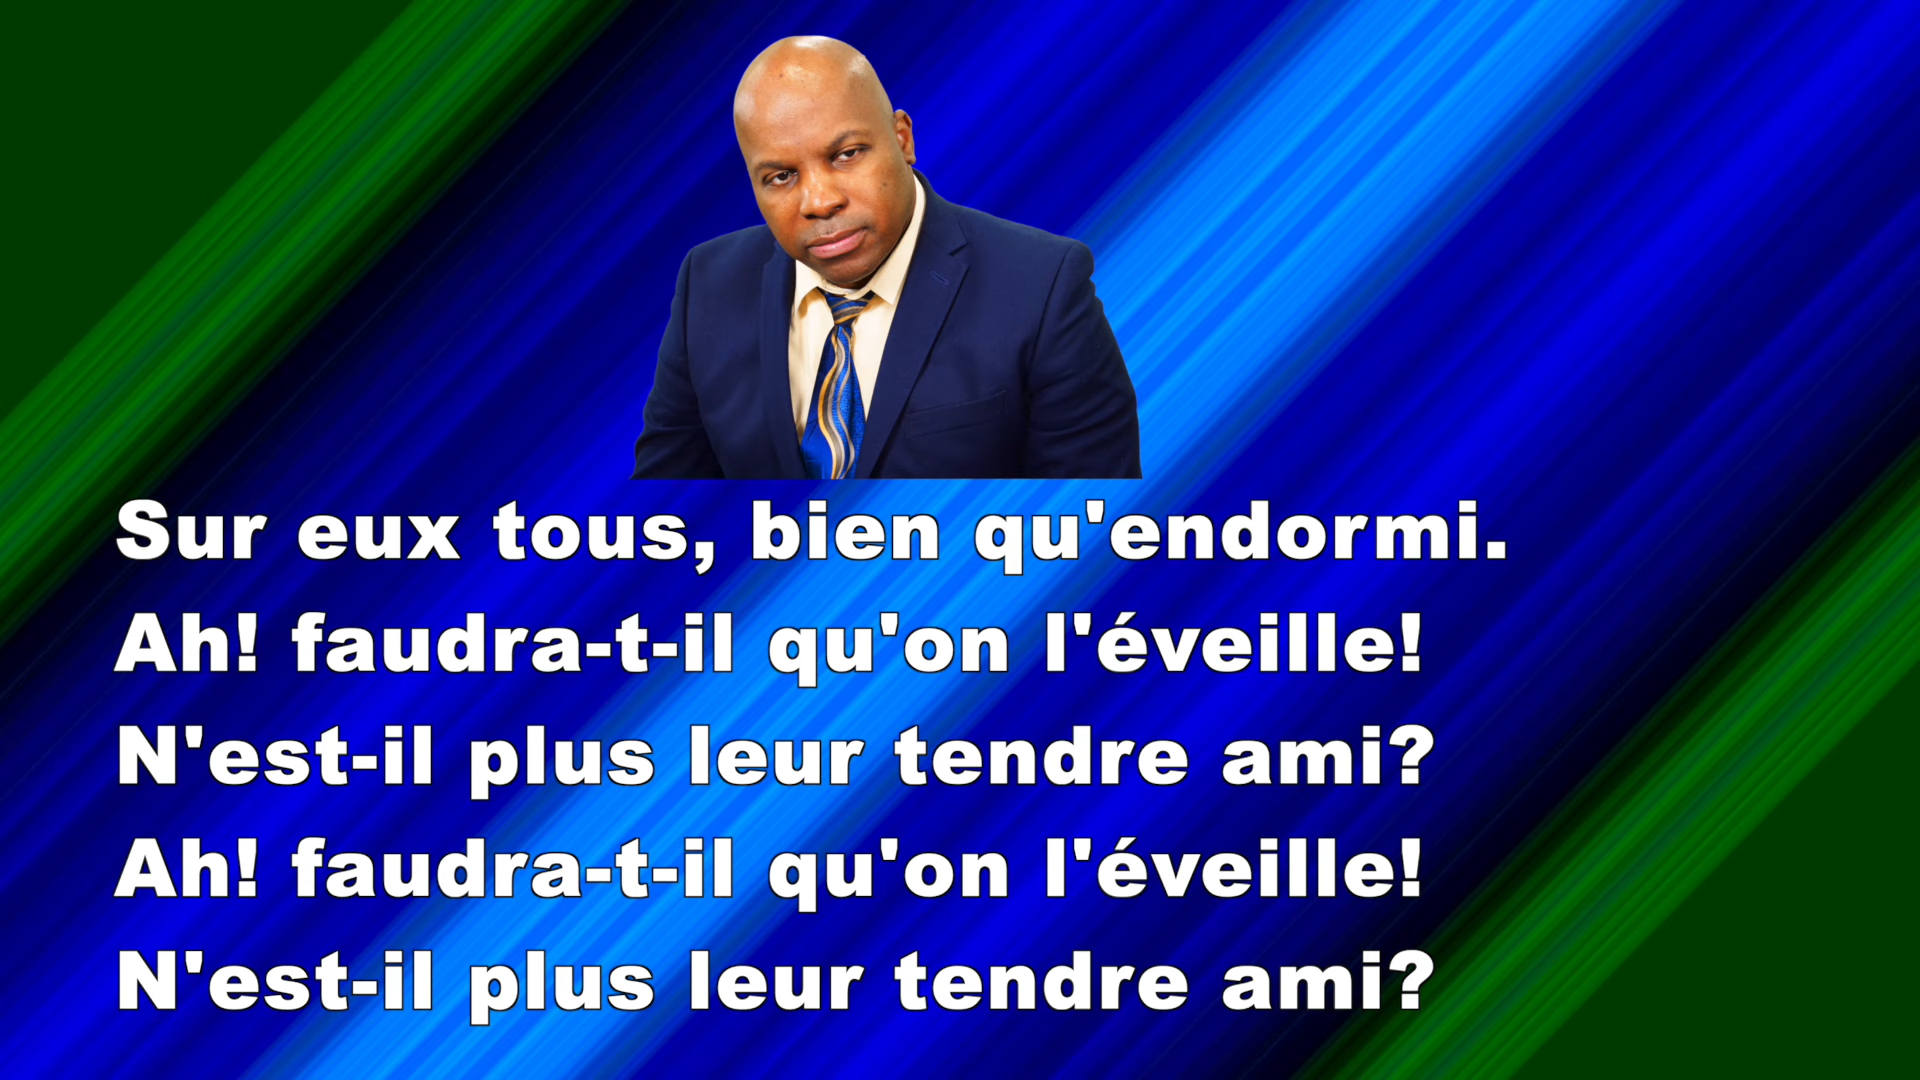 Sur eux tous, bien qu'endormi.
Ah! faudra-t-il qu'on l'éveille!
N'est-il plus leur tendre ami?
Ah! faudra-t-il qu'on l'éveille!
N'est-il plus leur tendre ami?